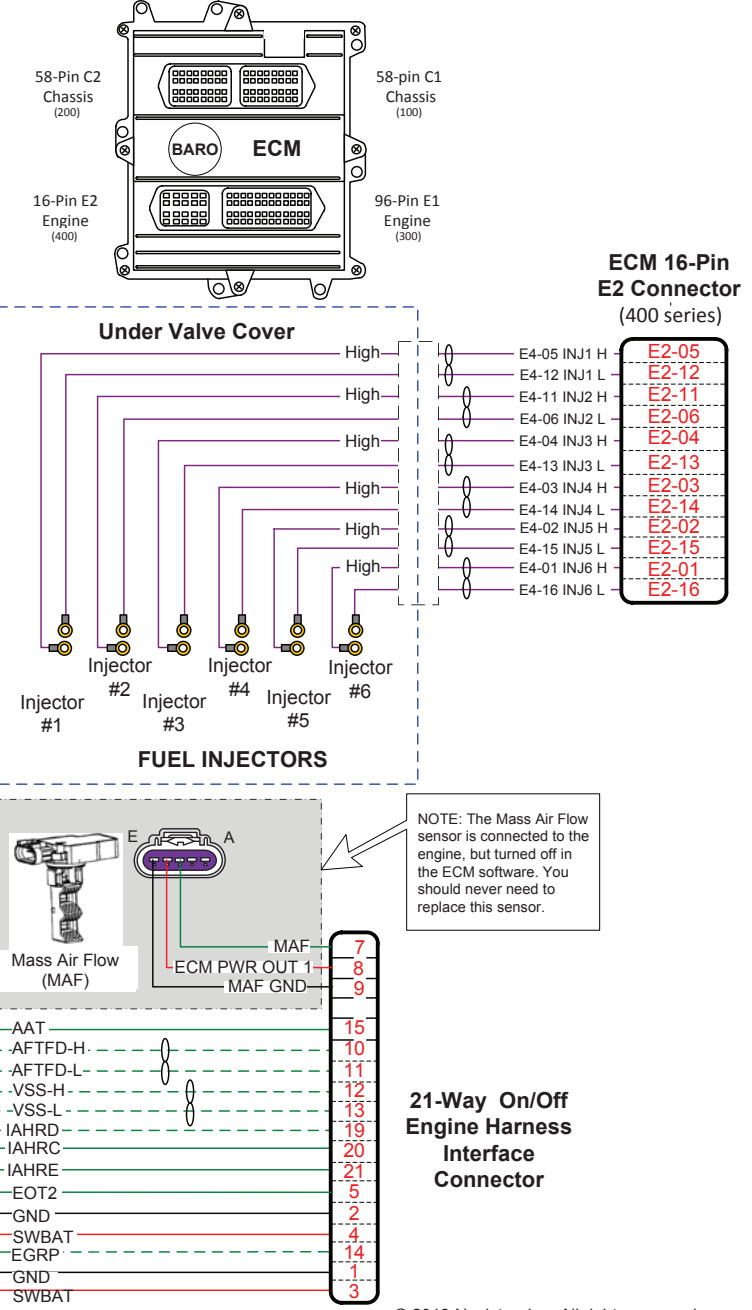 58-Pin C2
Chassis
(200)
58-pin C1
Chassis
(100)
BARO
ECM
16-Pin E2
Engine
(400)
96-Pin E1
Engine
(300)
ECM 16-Pin
E2 Connector
(400 series)
Under Valve Cover
High
E4-05 INJ1 H
E2-05
E4-12 INJ1 L
E2-12
High
E4-11 INJ2 H
E2-11
E4-06 INJ2 L
E2-06
High
E4-04 INJ3 H
E2-04
E4-13 INJ3 L
E2-13
High
E4-03 INJ4 H
E2-03
E4-14 INJ4 L
E2-14
High
E4-02 INJ5 H
E2-02
E4-15 INJ5 L
E2-15
High
E4-01 INJ6 H
E2-01
E4-16 INJ6 L
E2-16
Injector
#1
Injector
#2
Injector
#3
Injector
#4
Injector
#5
Injector
#6
FUEL INJECTORS
NOTE: The Mass Air Flow
sensor is connected to the
engine, but turned off in
the ECM software. You
should never need to
replace this sensor.
E
A
Mass Air Flow
(MAF)
MAF
7
ECM PWR OUT 1
8
MAF GND
9
AAT
15
AFTFD-H
10
AFTFD-L
11
VSS-H
12
VSS-L
13
IAHRD
19
IAHRC
20
IAHRE
21
EOT2
5
GND
2
SWBAT
4
EGRP
14
GND
1
SWBAT
3
21-Way On/Off
Engine Harness
Interface
Connector